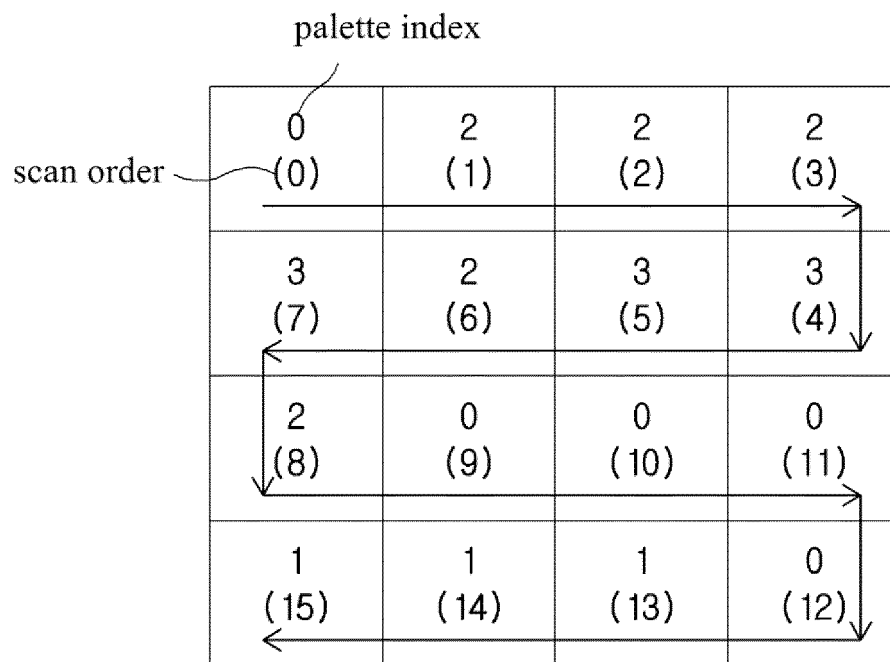 palette index
0 2 2 2
scan order (0) (1) (2) (3)
3 2 3 3
(7) (6) (5) (4)
2 0 0 0
(8) (9) (10) (11)
1 1 1 0
(15) (14) (13) (12)